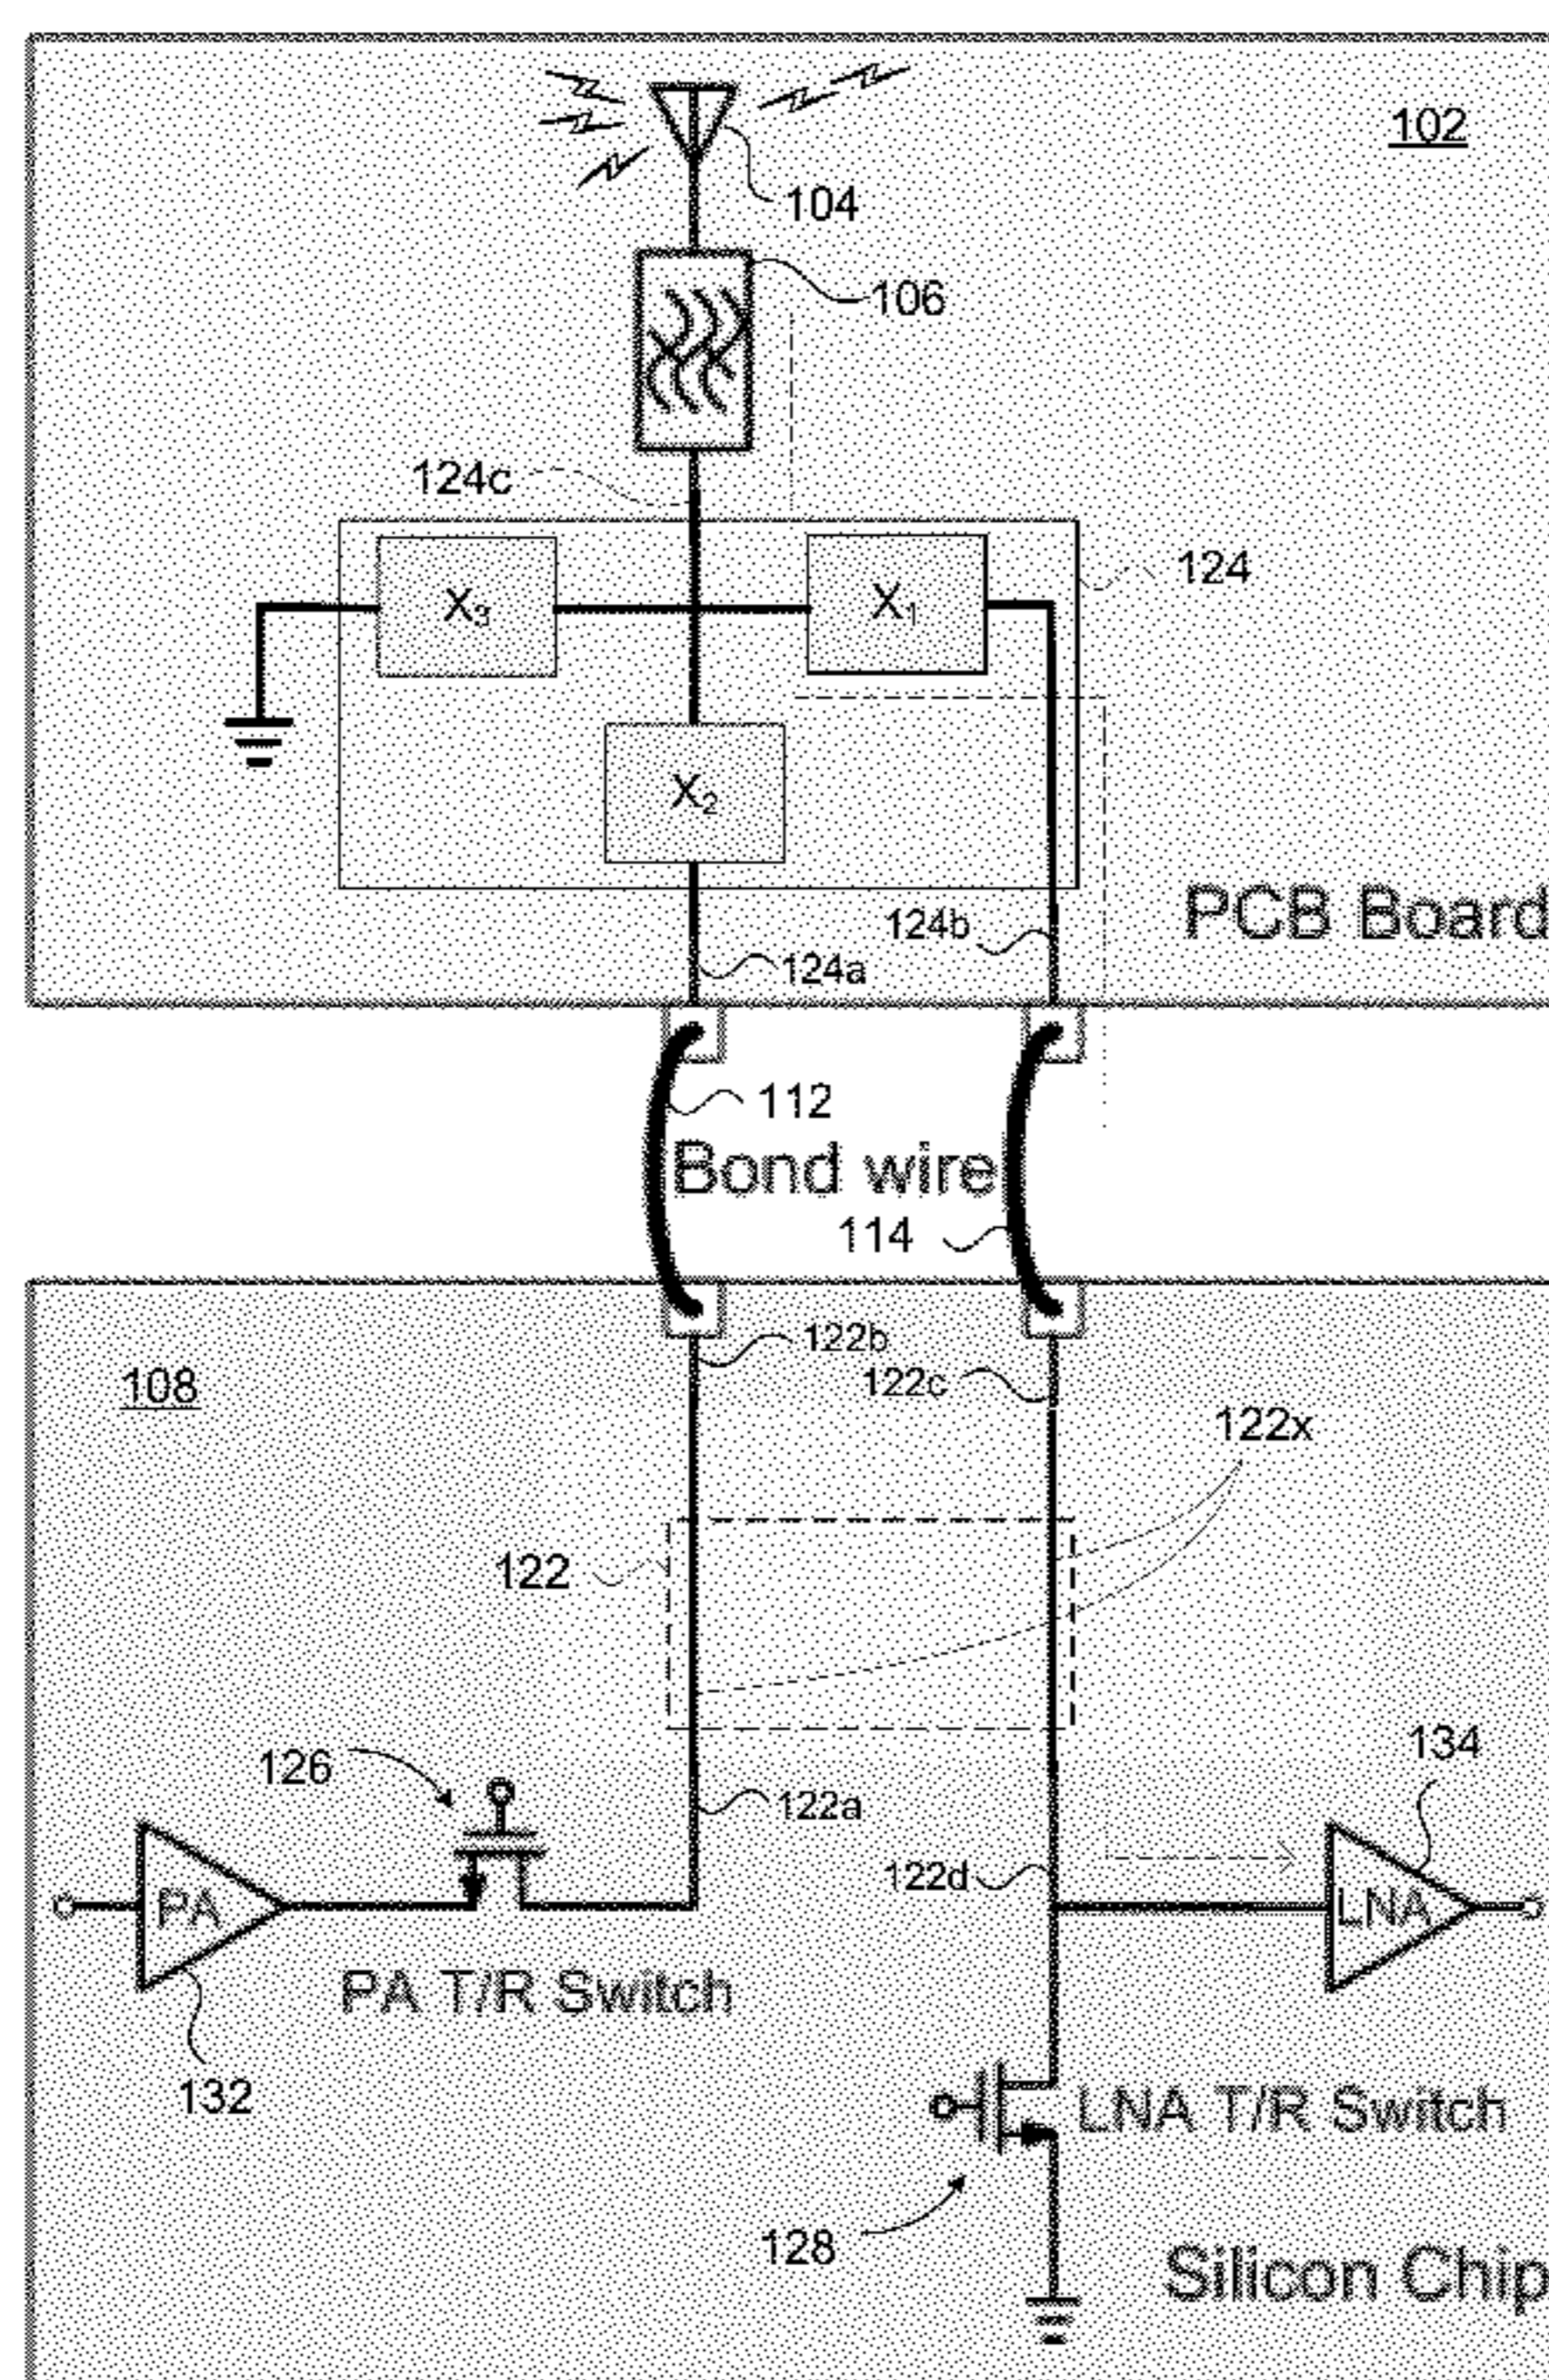 102
104
106
124c
124
X3
X1
X2
PCB Board
124b
124a
112
Bond wire
114
122b
108
122c
122x
122
126
134
122a
122d
PA
LNA
PA T/R Switch
132
LNA T/R Switch
128
Silicon Chip